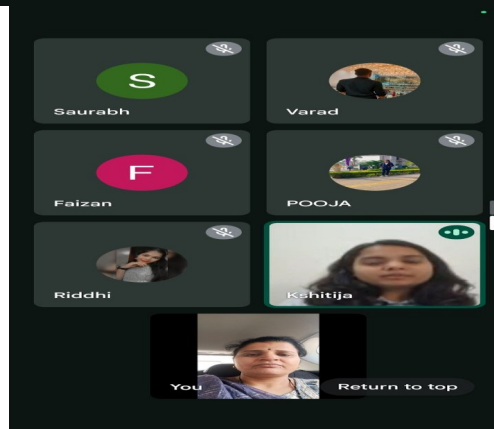 S
Saurabh
Varad
F
Faizan
POOJA
Riddhi
Kshitija
You
Return to top